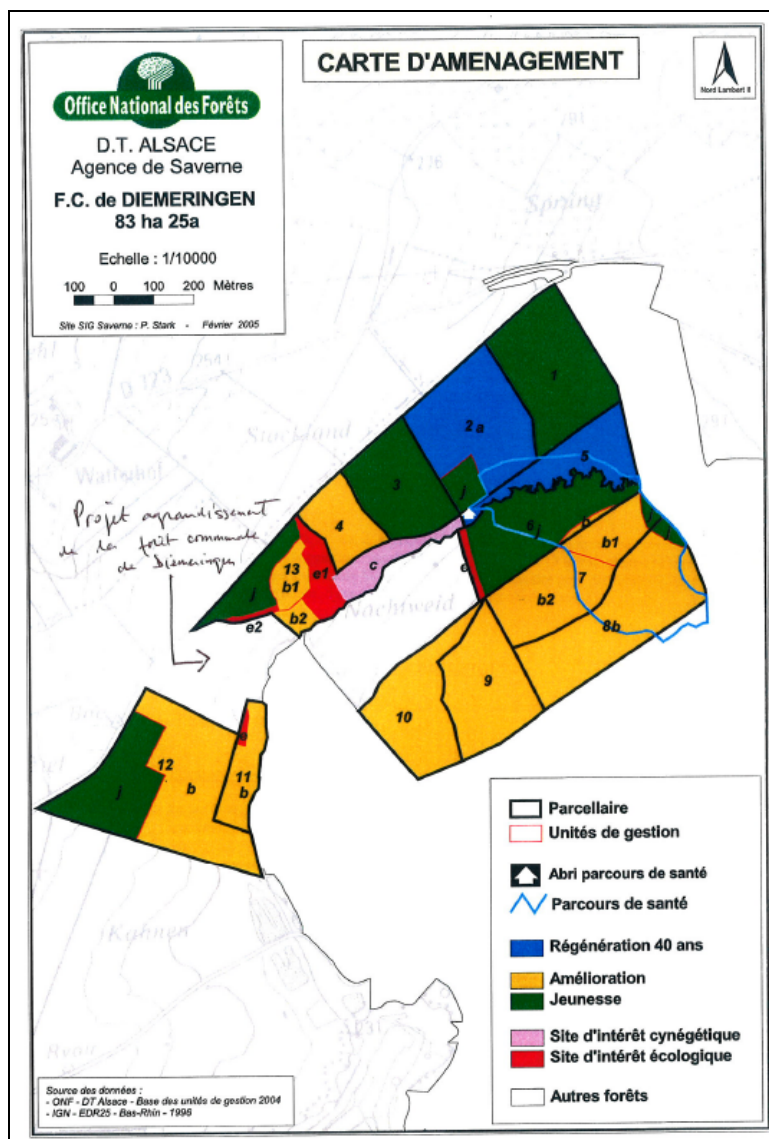 Office National des Forêts
D.T. ALSACE
Agence de Saverne
F.C. de DIEMERINGEN
83 ha 25a
Echelle : 1/10000
100 0 100 200 Mètres
Site SIG Saverne : P. Stark - Février 2005
CARTE D'AMENAGEMENT
Nord Lambert II
Spring
Stockland
D 323
1
2 a
5
3
j
4
6 j
b
b1
13
b1
e1
c
e
j
7
b2
b2
e2
Nachtweid
8b
9
10
Projet agrandissement
de la forêt communale
de Diemeringen
e
12
11
b
b
j
Kahnen
Parcellaire
Unités de gestion
Abri parcours de santé
Parcours de santé
Régénération 40 ans
Amélioration
Jeunesse
Site d'intérêt cynégétique
Site d'intérêt écologique
Autres forêts
Source des données :
- ONF - DT Alsace - Base des unités de gestion 2004
- IGN - EDR25 - Bas-Rhin - 1996